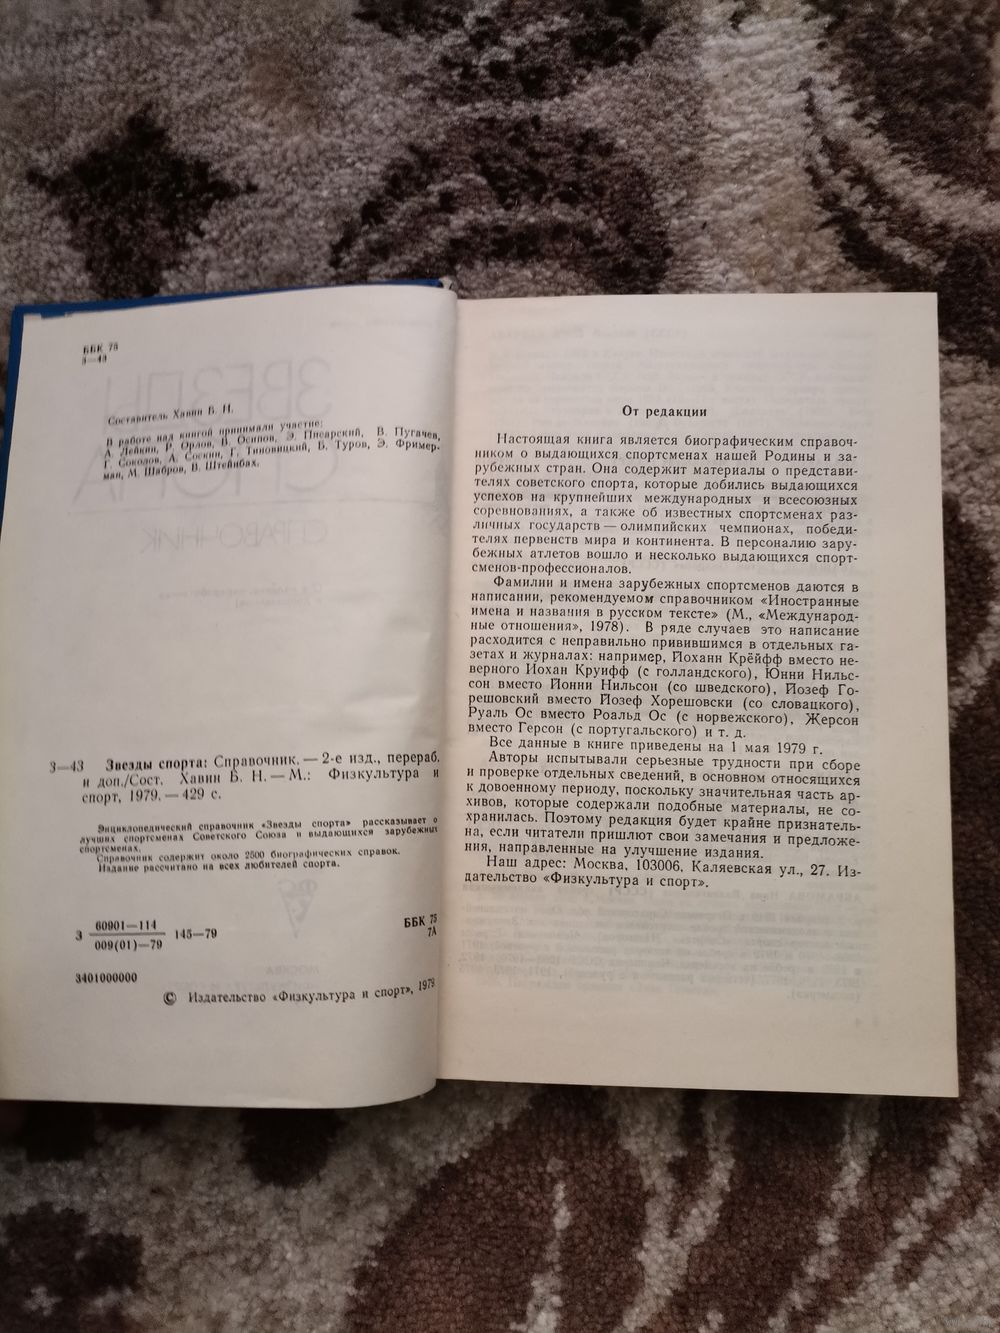 ББК 75
З—43
Составитель Хавин Б. Н.
В работе над книгой принимали участие:
А. Лейкин, Р. Орлов, В. Осипов, Э. Писарский, В. Пугачев,
Г. Соколов, А. Соскин, Г. Тиновицкий, Б. Туров, Э. Фример-
ман, М. Шабров, В. Штейнбах.
З—43 Звезды спорта: Справочник. — 2-е изд., перераб.
и доп./Сост. Хавин Б. Н. — М.: Физкультура и
спорт, 1979. — 429 с.
Энциклопедический справочник «Звезды спорта» рассказывает о
лучших спортсменах Советского Союза и выдающихся зарубежных
спортсменах.
Справочник содержит около 2500 биографических справок.
Издание рассчитано на всех любителей спорта.
З 60901—114
009(01)—79 145—79
ББК 75
7А
3401000000
© Издательство «Физкультура и спорт», 1979
От редакции
Настоящая книга является биографическим справоч-
ником о выдающихся спортсменах нашей Родины и за-
рубежных стран. Она содержит материалы о представи-
телях советского спорта, которые добились выдающихся
успехов на крупнейших международных и всесоюзных
соревнованиях, а также об известных спортсменах раз-
личных государств — олимпийских чемпионах, победи-
телях первенств мира и континента. В персоналию зару-
бежных атлетов вошло и несколько выдающихся спорт-
сменов-профессионалов.
Фамилии и имена зарубежных спортсменов даются в
написании, рекомендуемом справочником «Иностранные
имена и названия в русском тексте» (М., «Международ-
ные отношения», 1978). В ряде случаев это написание
расходится с неправильно привившимся в отдельных га-
зетах и журналах: например, Йоханн Крёйфф вместо не-
верного Йохан Круифф (с голландского), Юнни Нильс-
сон вместо Йонни Нильсон (со шведского), Йозеф Го-
решовский вместо Йозеф Хорешовски (со словацкого),
Руаль Ос вместо Роальд Ос (с норвежского), Жерсон
вместо Герсон (с португальского) и т. д.
Все данные в книге приведены на 1 мая 1979 г.
Авторы испытывали серьезные трудности при сборе
и проверке отдельных сведений, в основном относящихся
к довоенному периоду, поскольку значительная часть ар-
хивов, которые содержали подобные материалы, не со-
хранилась. Поэтому редакция будет крайне признатель-
на, если читатели пришлют свои замечания и предложе-
ния, направленные на улучшение издания.
Наш адрес: Москва, 103006, Каляевская ул., 27. Из-
дательство «Физкультура и спорт».